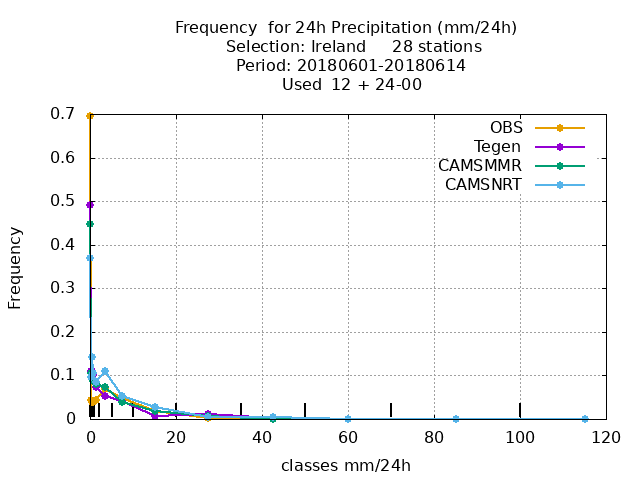 Frequency  for 24h Precipitation (mm/24h)
Selection: Ireland     28 stations
Period: 20180601-20180614
Used  12 + 24-00
OBS
Tegen
CAMSMMR
CAMSNRT
Frequency
0.7
0.6
0.5
0.4
0.3
0.2
0.1
0
0 20 40 60 80 100 120
classes mm/24h